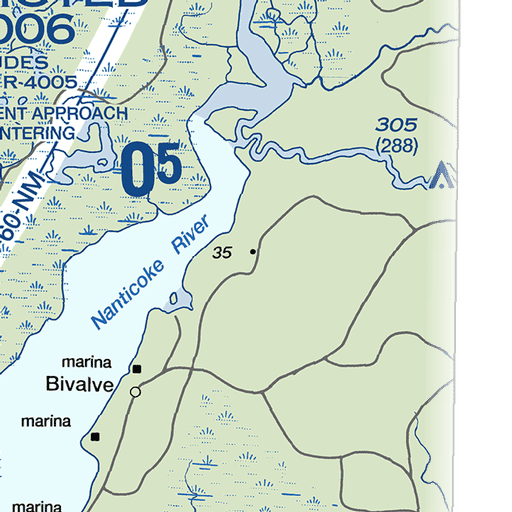 006
UDES
ER-4005
ENT APPROACH
NTERING
60-NM
05
305
(288)
Nanticoke River
35
marina
Bivalve
marina
marina